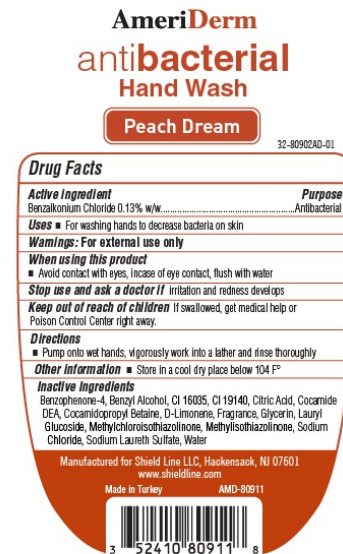 AmeriDerm
antibacterial
Hand Wash
Peach Dream
32-80902AD-01
Drug Facts
Active ingredient Purpose
Benzalkonium Chloride 0.13% w/w..........................................Antibacterial
Uses ■ For washing hands to decrease bacteria on skin
Warnings: For external use only
When using this product
■ Avoid contact with eyes, incase of eye contact, flush with water
Stop use and ask a doctor if irritation and redness develops
Keep out of reach of children If swallowed, get medical help or
Poison Control Center right away.
Directions
■ Pump onto wet hands, vigorously work into a lather and rinse thoroughly
Other information ■ Store in a cool dry place below 104 F°
Inactive Ingredients
Benzophenone-4, Benzyl Alcohol, CI 16035, CI 19140, Citric Acid, Cocamide
DEA, Cocamidopropyl Betaine, D-Limonene, Fragrance, Glycerin, Lauryl
Glucoside, Methylchloroisothiazolinone, Methylisothiazolinone, Sodium
Chloride, Sodium Laureth Sulfate, Water
Manufactured for Shield Line LLC, Hackensack, NJ 07601
www.shieldline.com
Made in Turkey AMD-80911
3 52410 80911 8